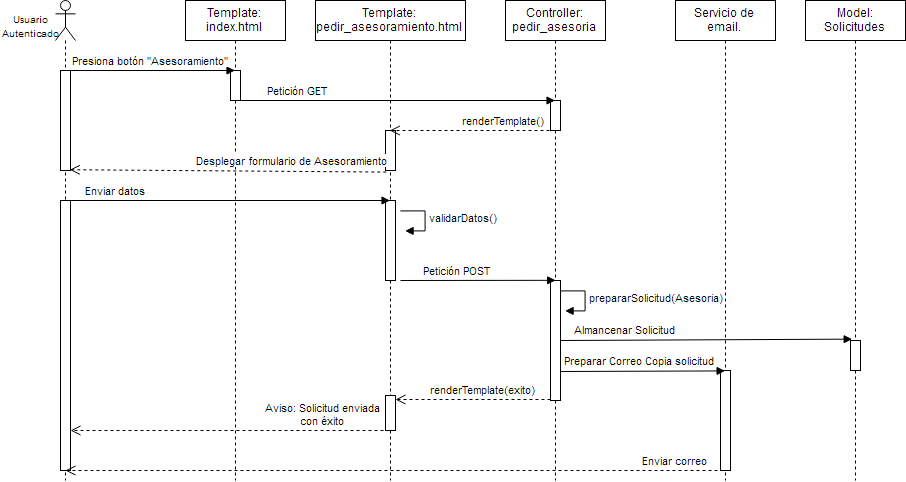 Usuario
Autenticado
Template:
index.html
Template:
pedir_asesoramiento.html
Controller:
pedir_asesoria
Servicio de
email.
Model:
Solicitudes
Presiona botón "Asesoramiento"
Petición GET
renderTemplate()
Desplegar formulario de Asesoramiento
Enviar datos
validarDatos()
Petición POST
prepararSolicitud(Asesoria)
Almancenar Solicitud
Preparar Correo Copia solicitud
renderTemplate(exito)
Aviso: Solicitud enviada
con éxito
Enviar correo